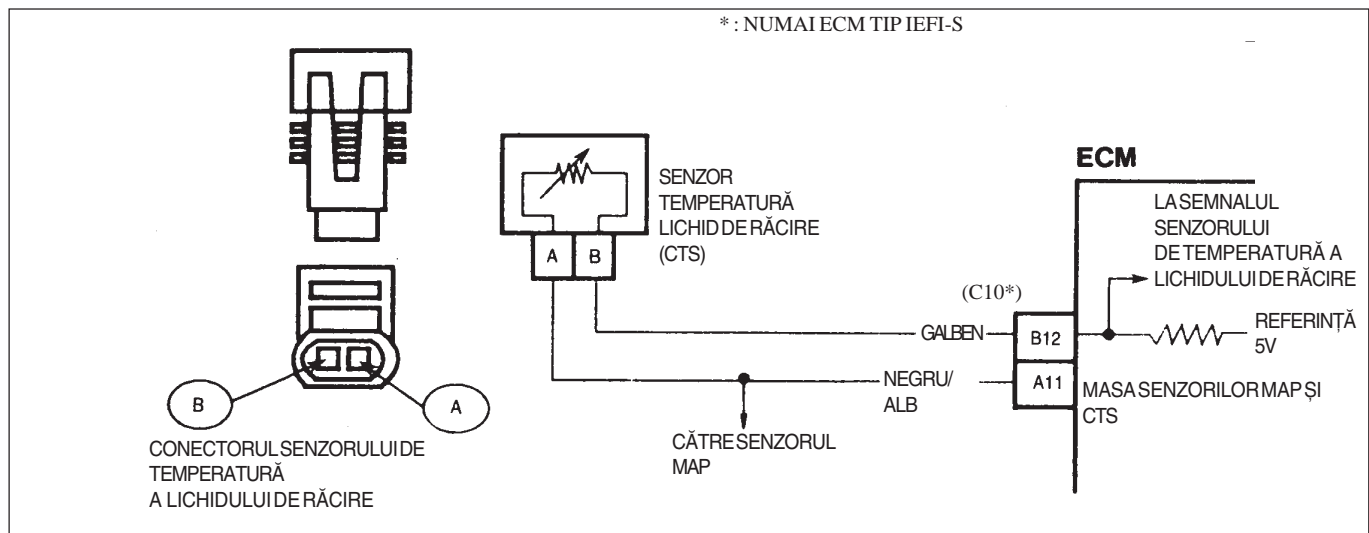 * : NUMAI ECM TIP IEFI-S
SENZOR
TEMPERATURĂ
LICHID DE RĂCIRE
(CTS)
A B
ECM
LA SEMNALUL
SENZORULUI
DE TEMPERATURĂ A
LICHIDULUI DE RĂCIRE
(C10*)
GALBEN
B12
REFERINȚĂ
5V
NEGRU/
ALB
A11
MASA SENZORILOR MAP ȘI
CTS
CĂTRE SENZORUL
MAP
B
A
CONECTORUL SENZORULUI DE
TEMPERATURĂ
A LICHIDULUI DE RĂCIRE